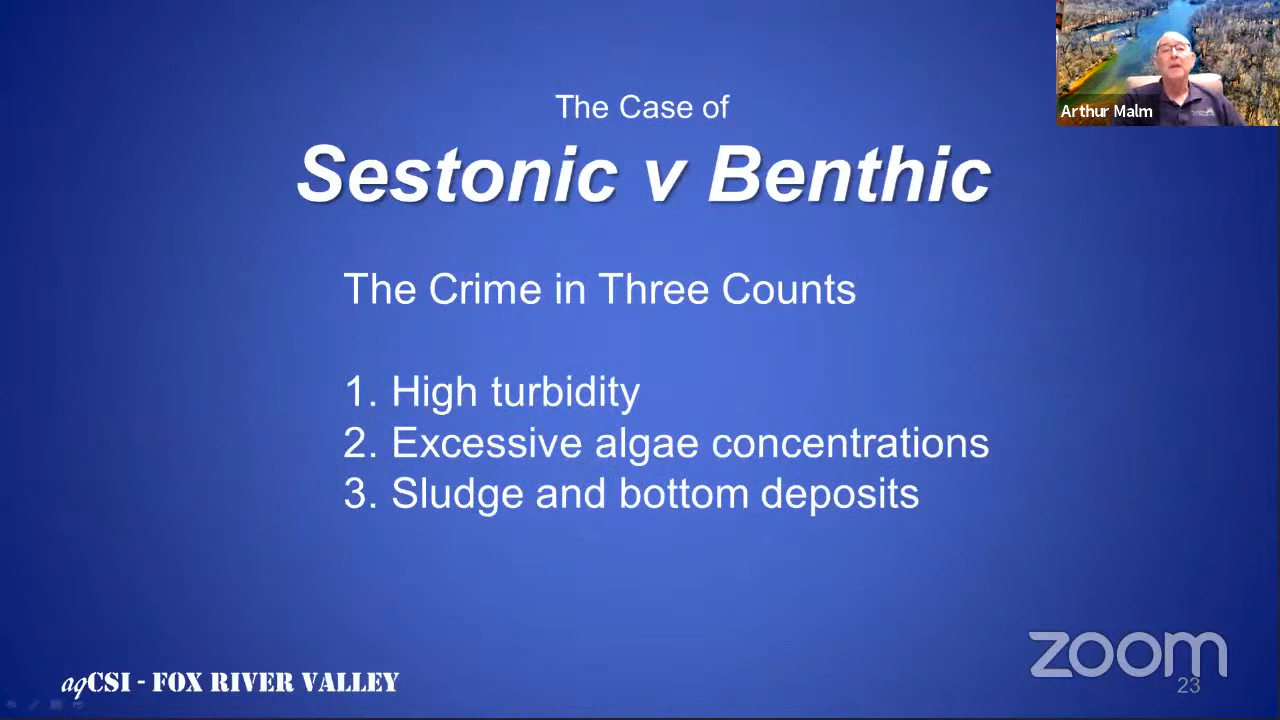 Arthur Malm
The Case of
Sestonic v Benthic
The Crime in Three Counts
1. High turbidity
2. Excessive algae concentrations
3. Sludge and bottom deposits
aqCSI - FOX RIVER VALLEY
zoom
23